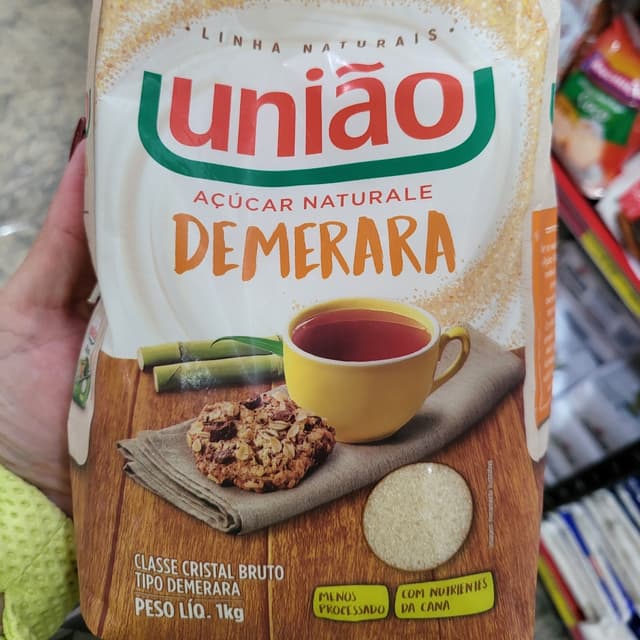 LINHA NATURAIS
união
AÇÚCAR NATURALE
DEMERARA
CLASSE CRISTAL BRUTO
TIPO DEMERARA
PESO LÍQ. 1kg
MENOS
PROCESSADO
COM NUTRIENTES
DA CANA